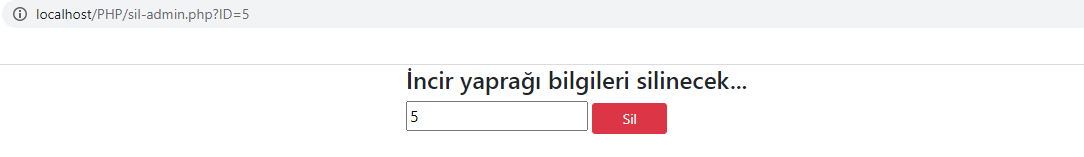 localhost/PHP/sil-admin.php?ID=5
İncir yaprağı bilgileri silinecek...
5 Sil